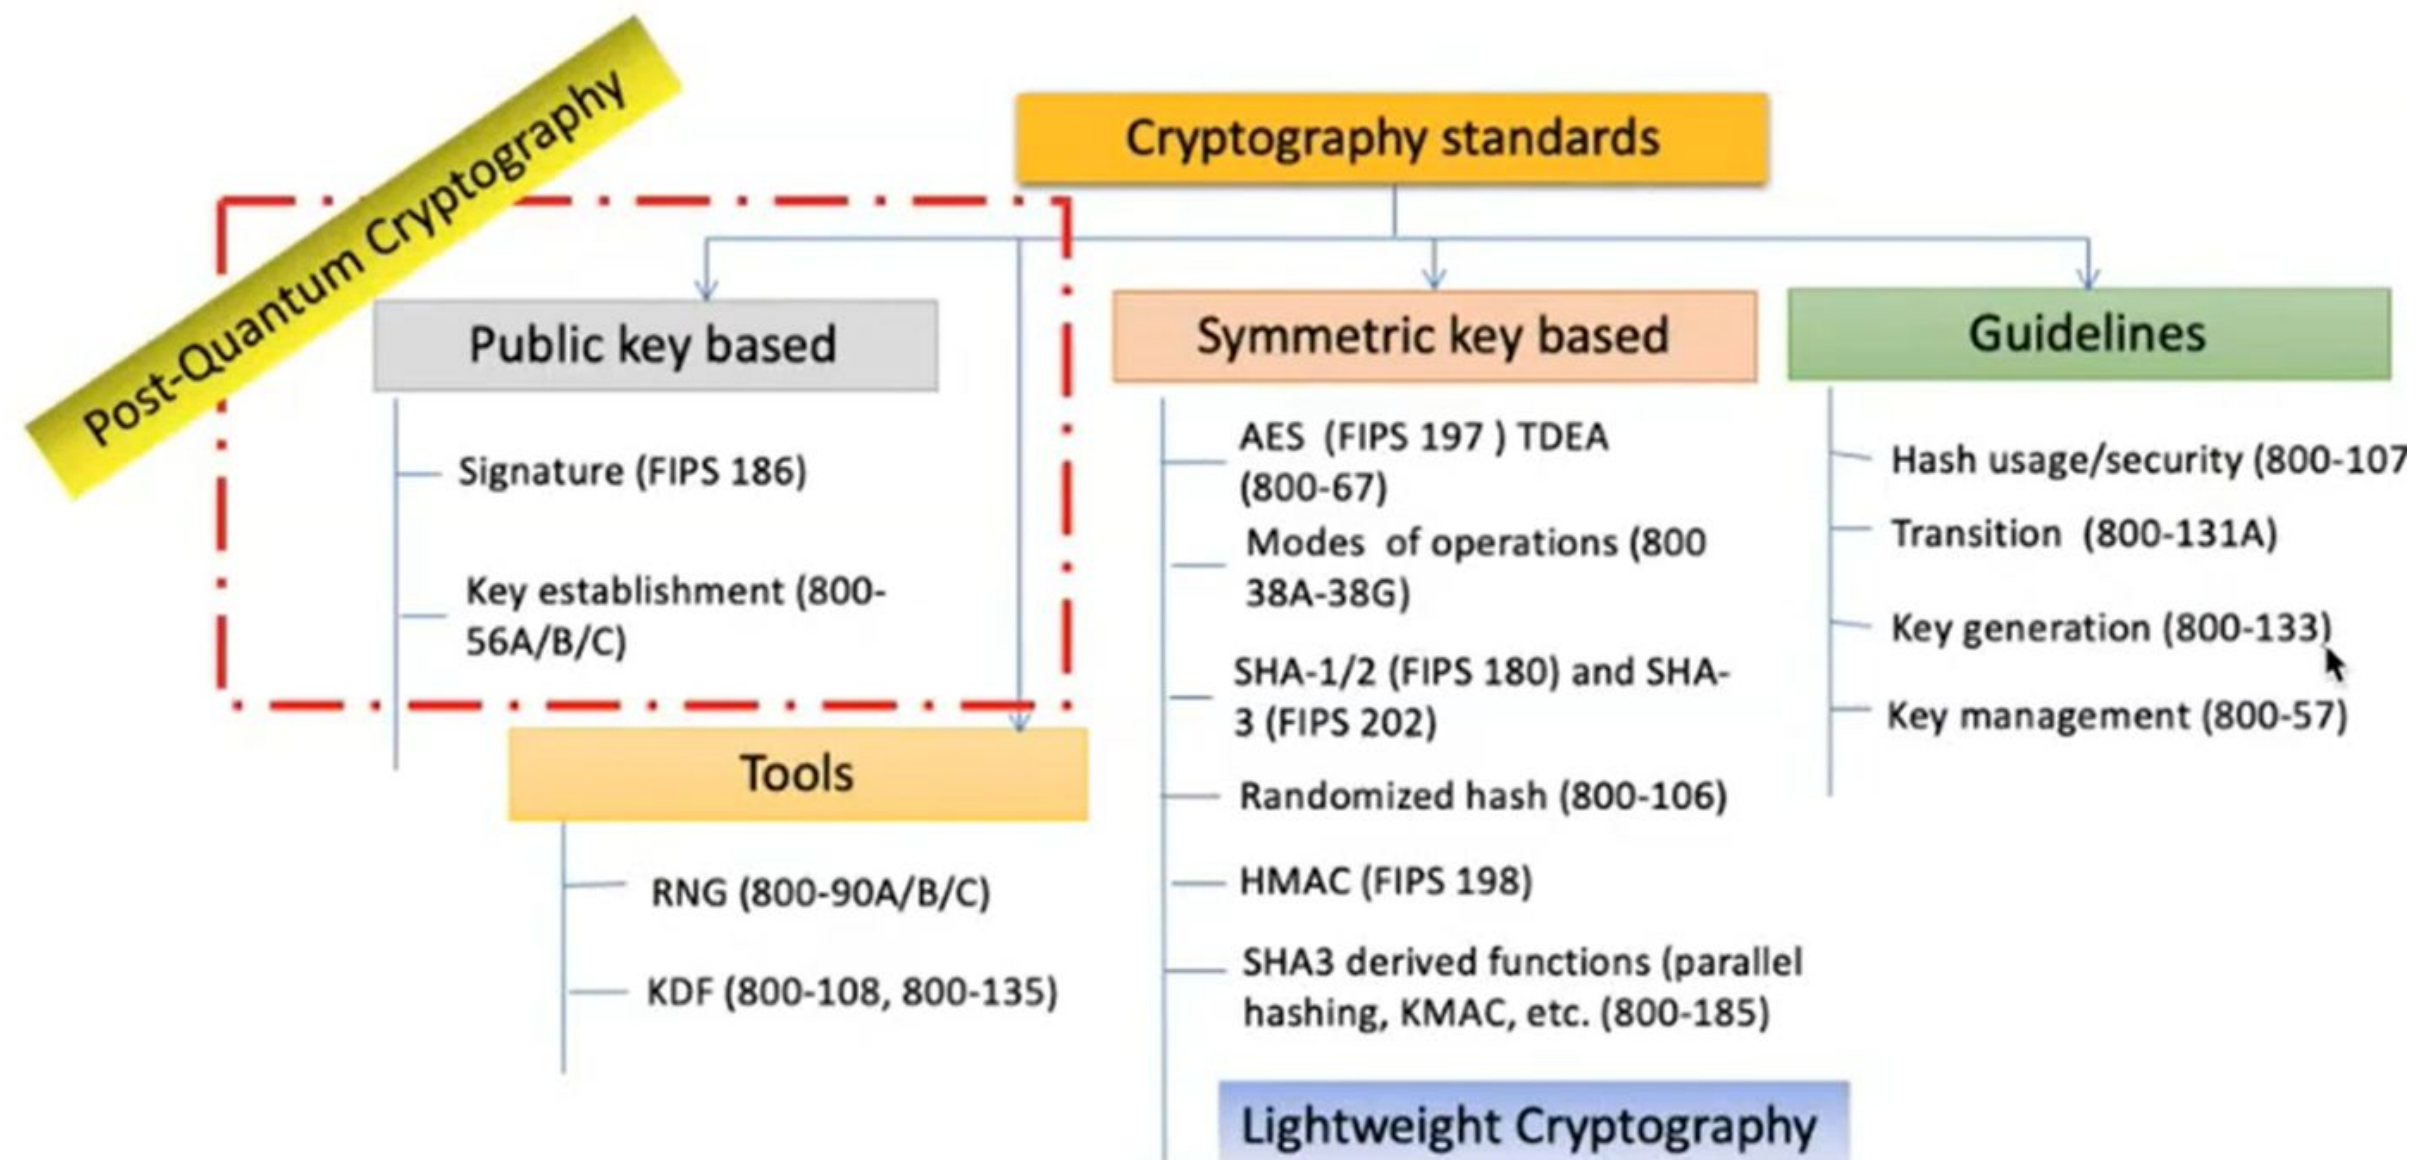 Post-Quantum Cryptography
Cryptography standards
Public key based
Signature (FIPS 186)
Key establishment (800-
56A/B/C)
Tools
RNG (800-90A/B/C)
KDF (800-108, 800-135)
Symmetric key based
AES (FIPS 197 ) TDEA
(800-67)
Modes of operations (800
38A-38G)
SHA-1/2 (FIPS 180) and SHA-
3 (FIPS 202)
Randomized hash (800-106)
HMAC (FIPS 198)
SHA3 derived functions (parallel
hashing, KMAC, etc. (800-185)
Lightweight Cryptography
Guidelines
Hash usage/security (800-107
Transition (800-131A)
Key generation (800-133)
Key management (800-57)